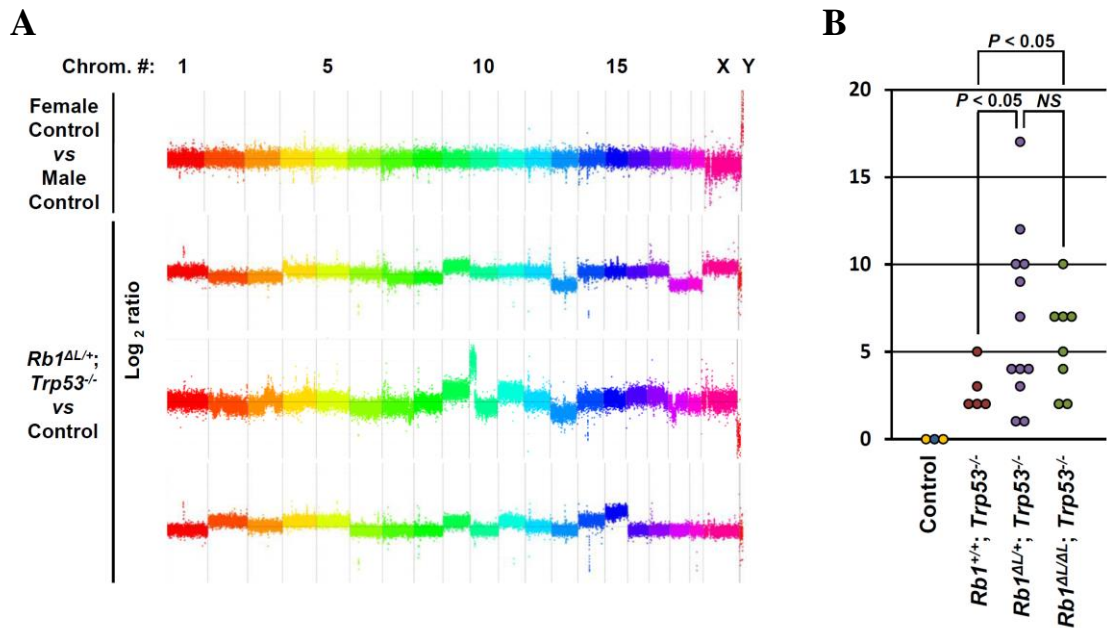 A
Chrom. #: 1 5 10 15 X Y
Female
Control
vs
Male
Control
Rb1ΔL/+;
Trp53-/-
vs
Control
Log 2 ratio
B
P < 0.05
P < 0.05 NS
20
15
10
5
0
Control
Rb1+/+; Trp53-/-
Rb1ΔL/+; Trp53-/-
Rb1ΔL/ΔL; Trp53-/-